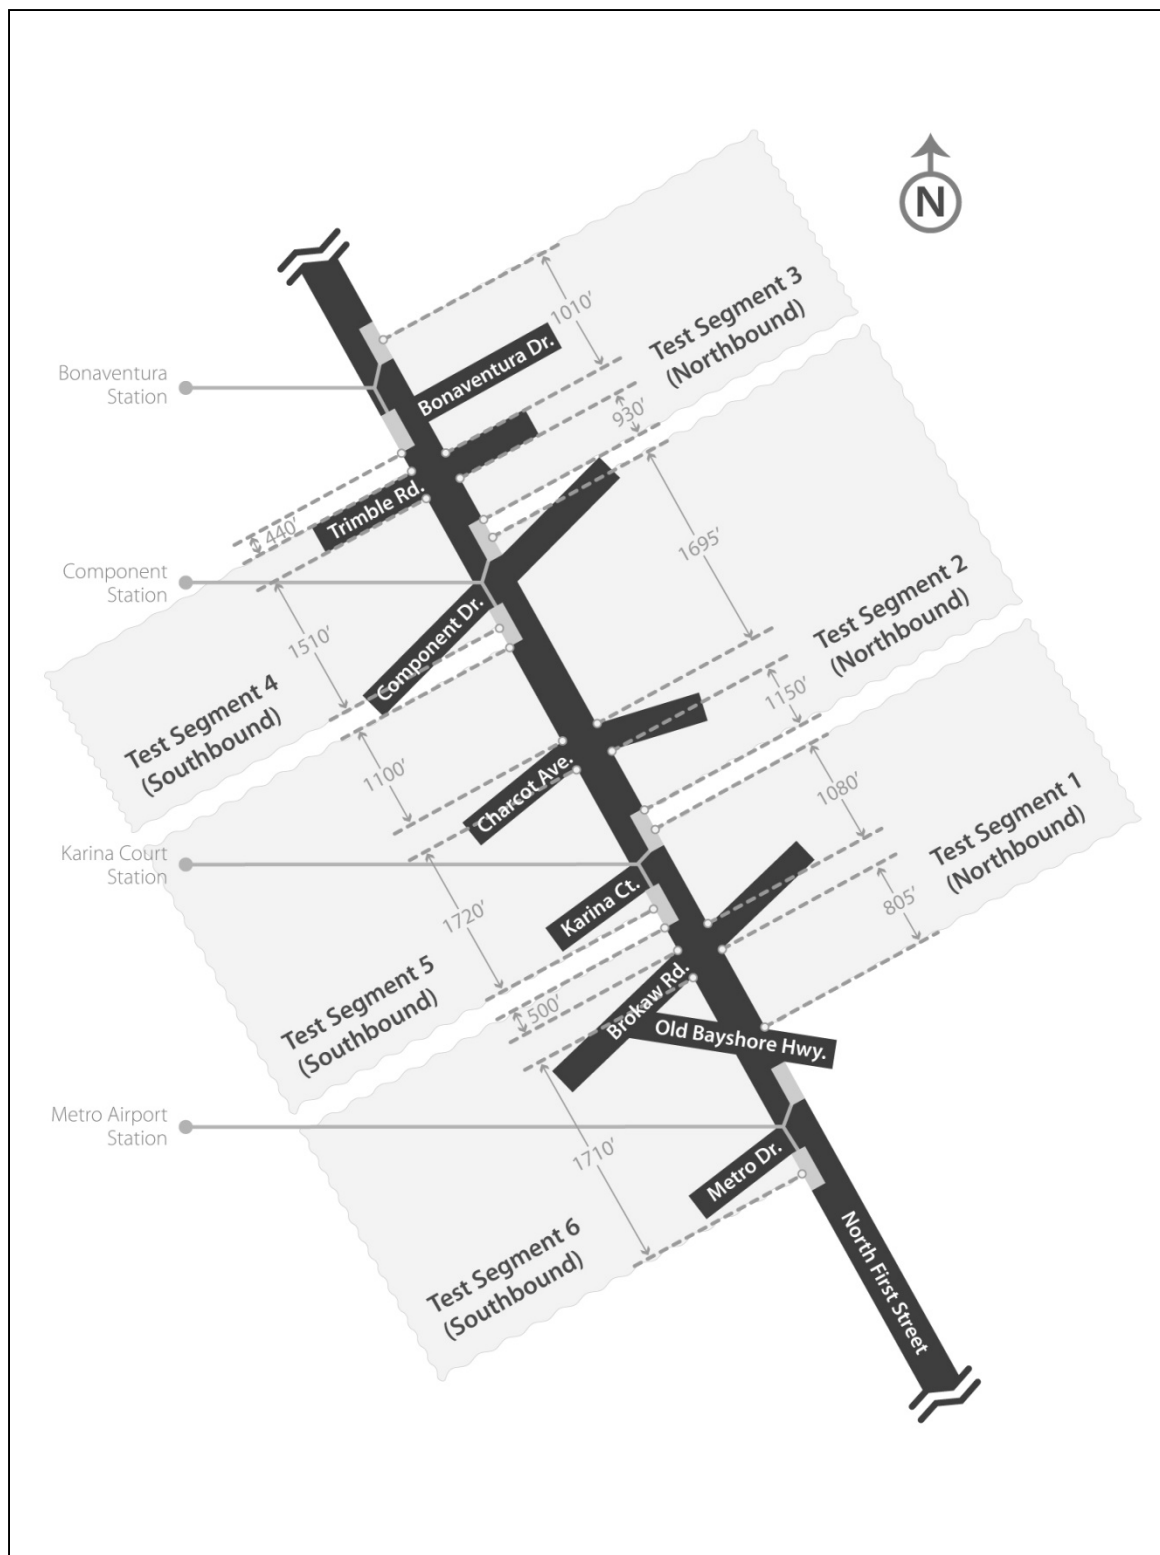 N
Test Segment 3
(Northbound)
1010′
Bonaventura Dr.
Bonaventura
Station
930′
Trimble Rd.
440′
1695′
Component
Station
Test Segment 2
(Northbound)
Component Dr.
1510′
1150′
Test Segment 4
(Southbound)
1100′
Charcot Ave.
1080′
Test Segment 1
(Northbound)
Karina Court
Station
Karina Ct.
805′
1720′
Test Segment 5
(Southbound)
500′
Brokaw Rd.
Old Bayshore Hwy.
Metro Airport
Station
1710′
Metro Dr.
Test Segment 6
(Southbound)
North First Street